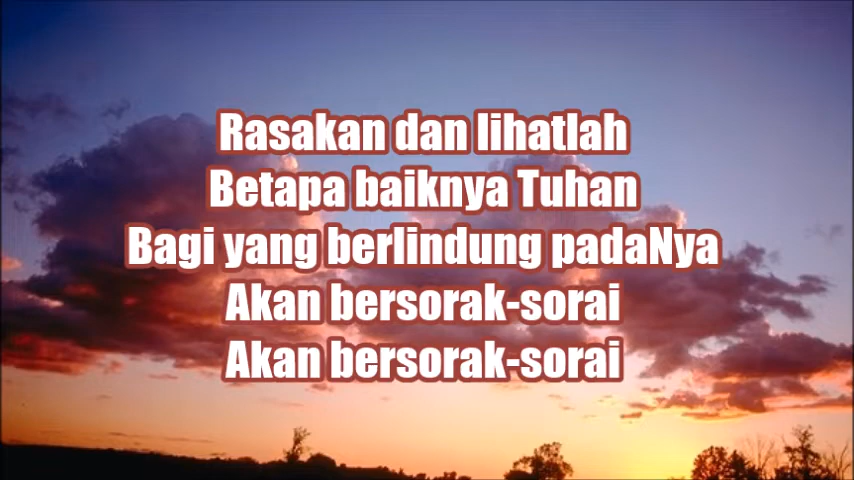 Rasakan dan lihatlah
Betapa baiknya Tuhan
Bagi yang berlindung padaNya
Akan bersorak-sorai
Akan bersorak-sorai